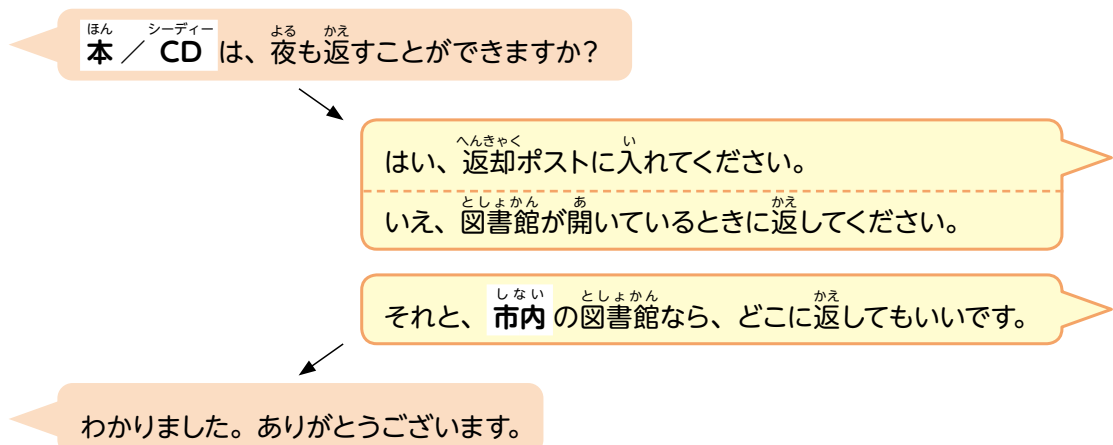 本／CDは、夜も返すことができますか？
はい、返却ポストに入れてください。
いえ、図書館が開いているときに返してください。
それと、市内の図書館なら、どこに返してもいいです。
わかりました。ありがとうございます。